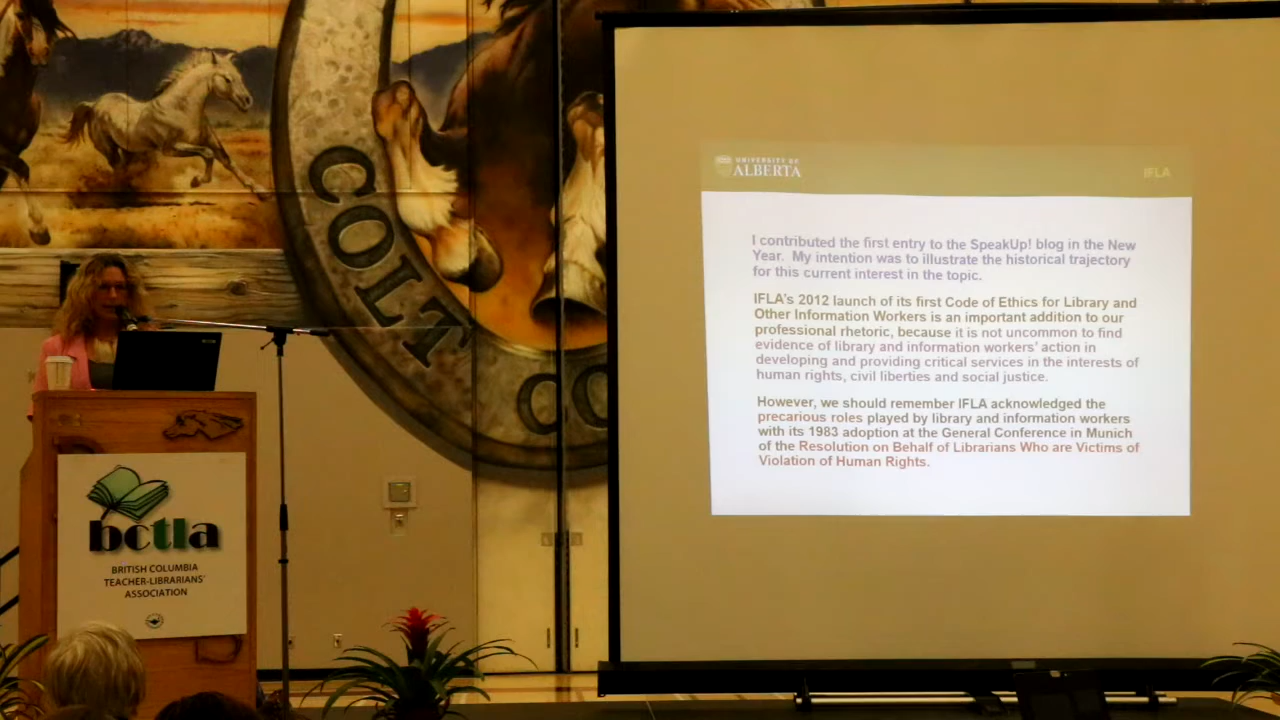 COLT
CO
bctla
BRITISH COLUMBIA
TEACHER-LIBRARIANS'
ASSOCIATION
UNIVERSITY OF
ALBERTA
IFLA
I contributed the first entry to the SpeakUp! blog in the New
Year. My intention was to illustrate the historical trajectory
for this current interest in the topic.
IFLA's 2012 launch of its first Code of Ethics for Library and
Other Information Workers is an important addition to our
professional rhetoric, because it is not uncommon to find
evidence of library and information workers' action in
developing and providing critical services in the interests of
human rights, civil liberties and social justice.
However, we should remember IFLA acknowledged the
precarious roles played by library and information workers
with its 1983 adoption at the General Conference in Munich
of the Resolution on Behalf of Librarians Who are Victims of
Violation of Human Rights.